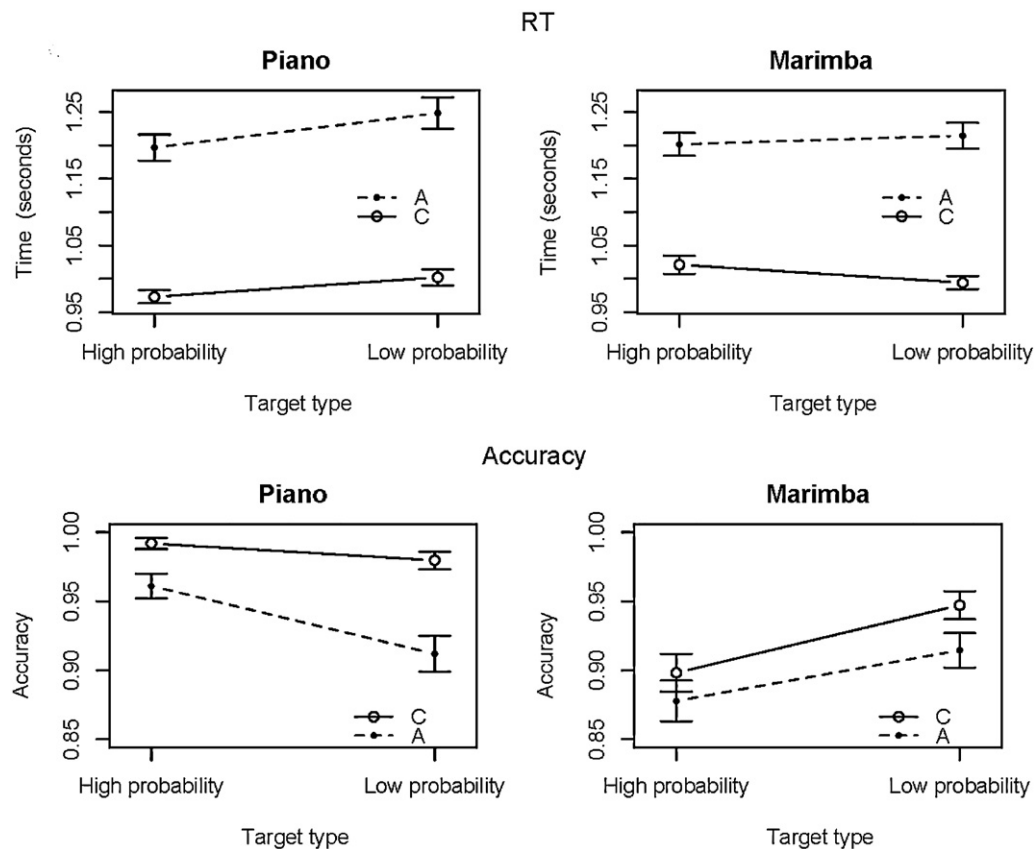 RT
Piano
Marimba
Time (seconds)
0.95 1.05 1.15 1.25
A
C
High probability Low probability
Target type
Time (seconds)
0.95 1.05 1.15 1.25
A
C
High probability Low probability
Target type
Accuracy
Piano
Marimba
Accuracy
0.85 0.90 0.95 1.00
C
A
High probability Low probability
Target type
Accuracy
0.85 0.90 0.95 1.00
C
A
High probability Low probability
Target type